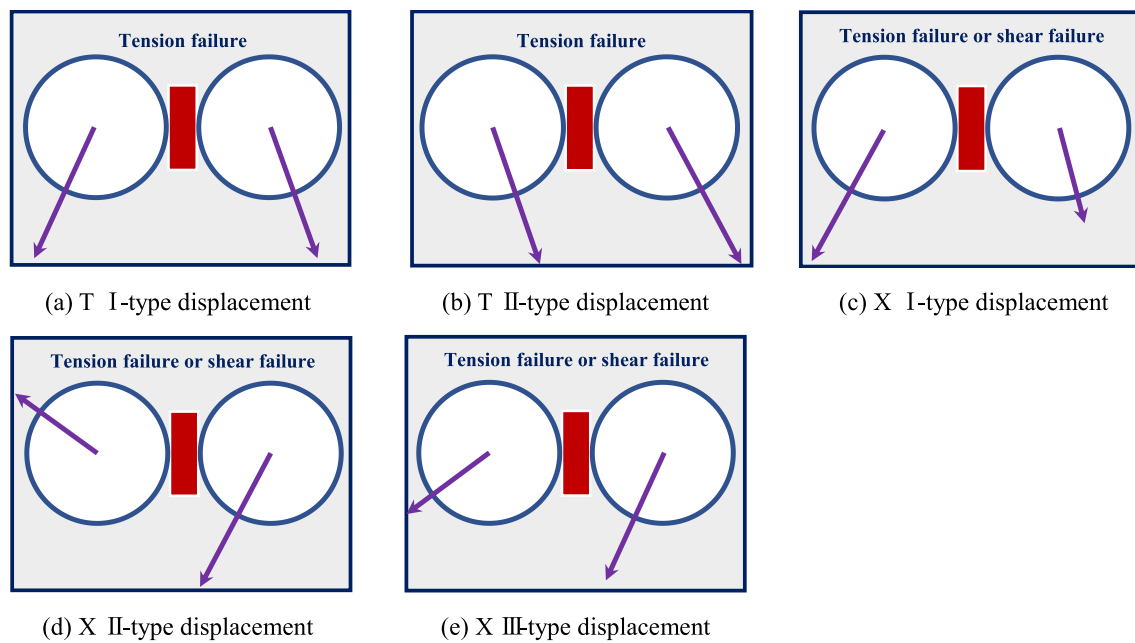 Tension failure
Tension failure
Tension failure or shear failure
(a) T Ⅰ-type displacement
(b) T Ⅱ-type displacement
(c) X Ⅰ-type displacement
Tension failure or shear failure
Tension failure or shear failure
(d) X Ⅱ-type displacement
(e) X Ⅲ-type displacement